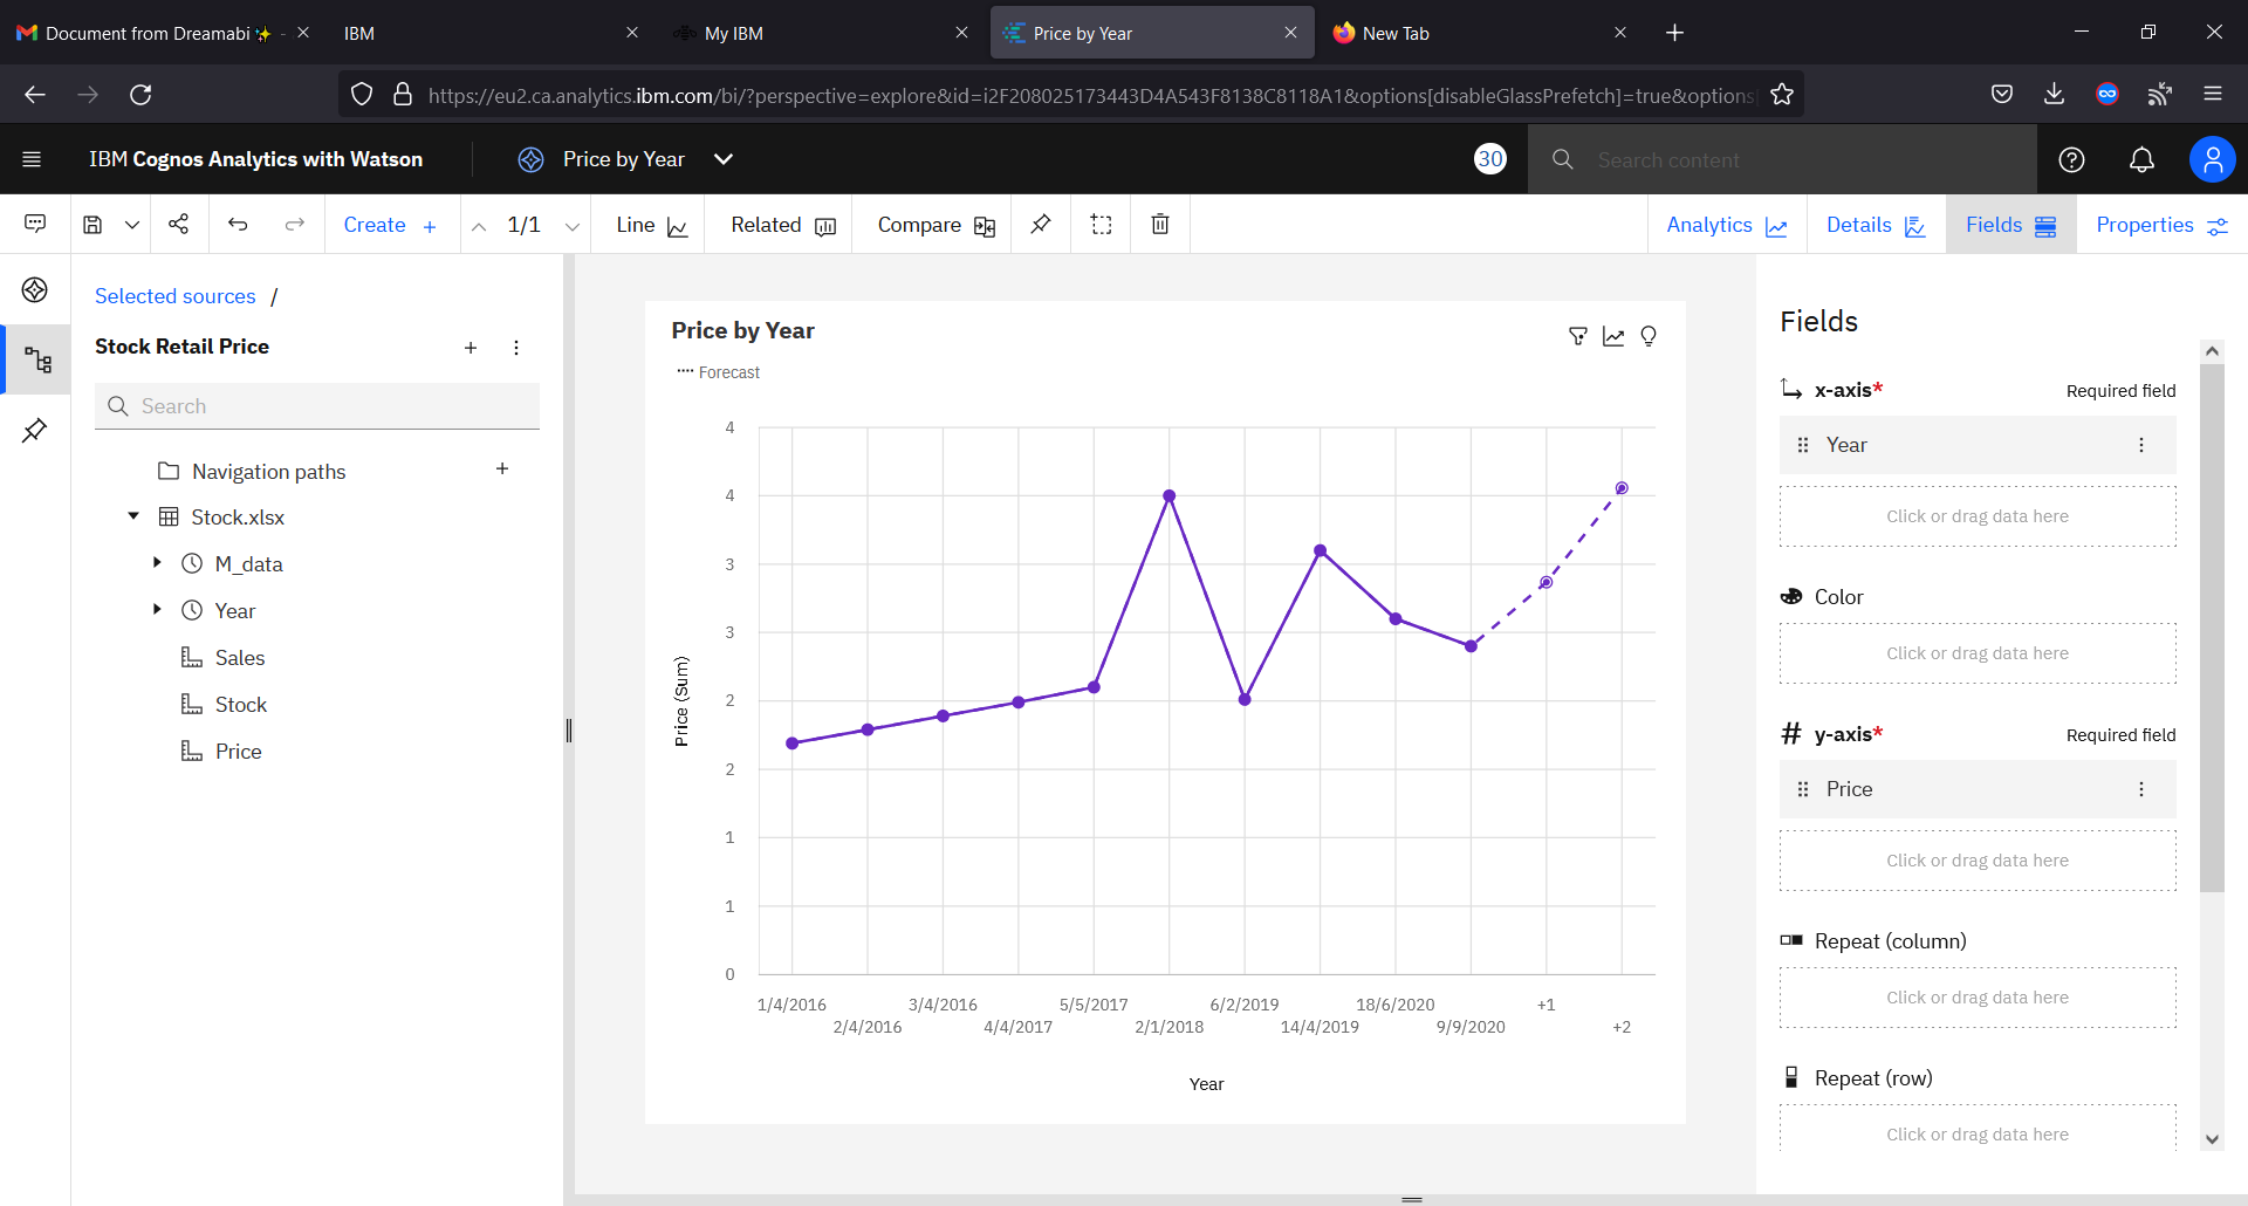 Document from Dreamabi ✨ -
IBM
My IBM
Price by Year
New Tab
https://eu2.ca.analytics.ibm.com/bi/?perspective=explore&id=i2F208025173443D4A543F8138C8118A1&options[disableGlassPrefetch]=true&options
IBM Cognos Analytics with Watson
Price by Year
30
Search content
Create +
1/1
Line
Related
Compare
Analytics
Details
Fields
Properties
Selected sources /
Stock Retail Price
Search
Navigation paths
Stock.xlsx
M_data
Year
Sales
Stock
Price
Price by Year
Forecast
4
4
3
3
2
2
1
1
0
Price (Sum)
1/4/2016
2/4/2016
3/4/2016
4/4/2017
5/5/2017
2/1/2018
6/2/2019
14/4/2019
18/6/2020
9/9/2020
+1
+2
Year
Fields
x-axis*
Required field
Year
Click or drag data here
Color
Click or drag data here
# y-axis*
Required field
Price
Click or drag data here
Repeat (column)
Click or drag data here
Repeat (row)
Click or drag data here